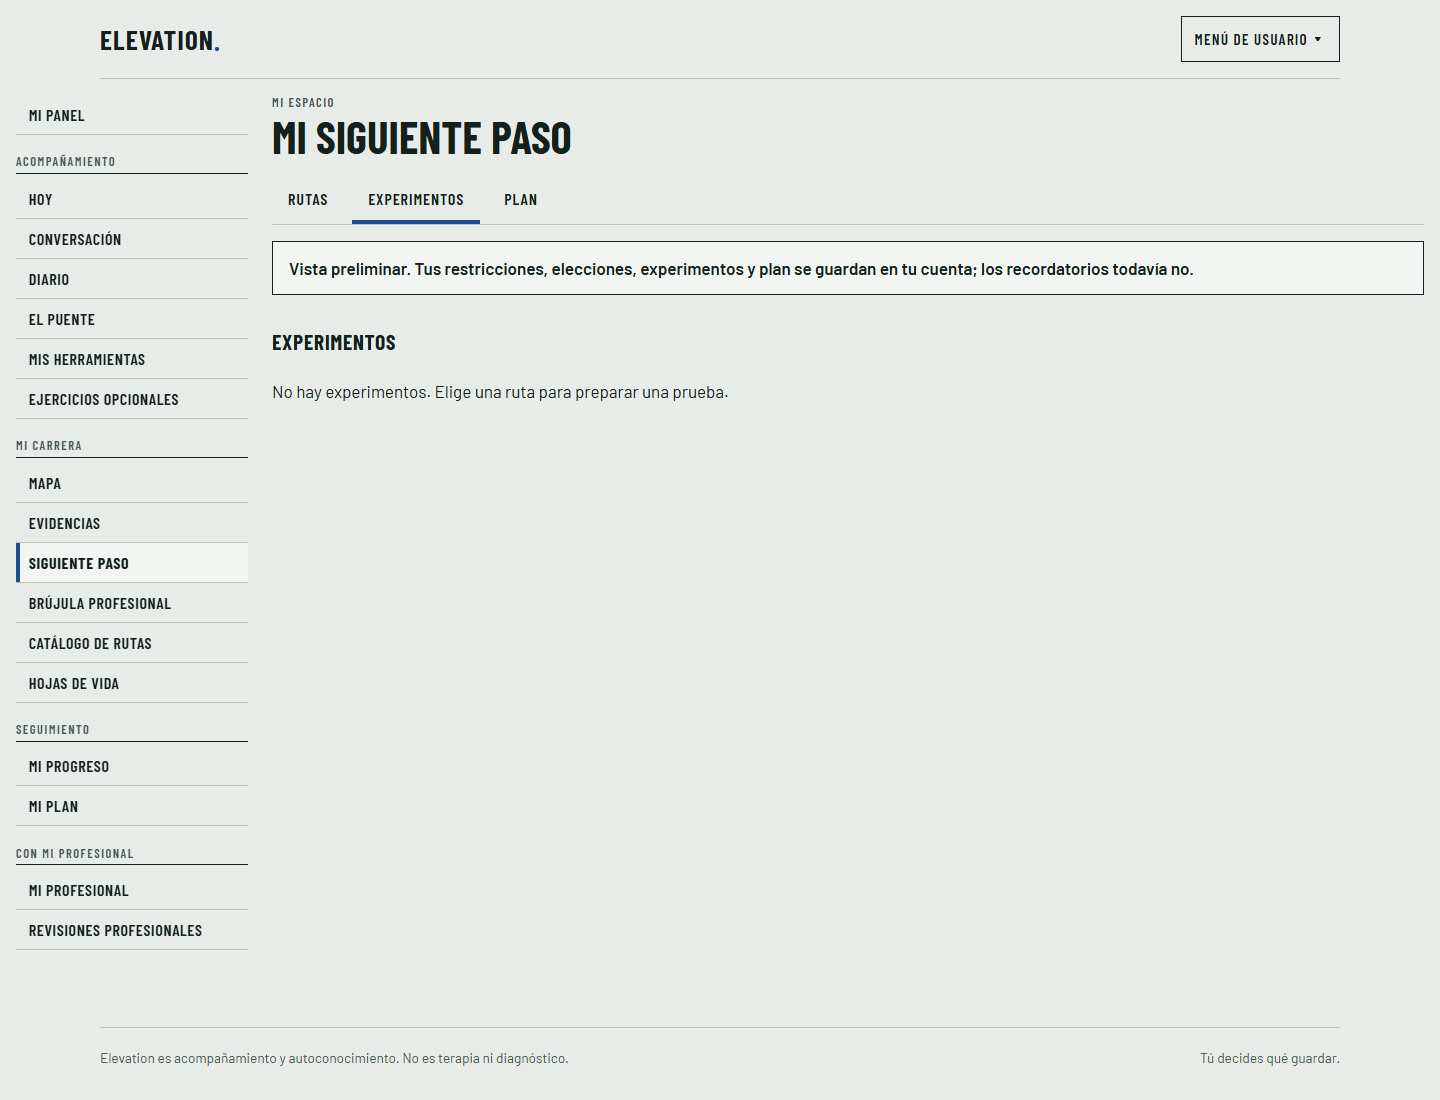 ELEVATION.
MENÚ DE USUARIO
MI PANEL
ACOMPAÑAMIENTO
HOY
CONVERSACIÓN
DIARIO
EL PUENTE
MIS HERRAMIENTAS
EJERCICIOS OPCIONALES
MI CARRERA
MAPA
EVIDENCIAS
SIGUIENTE PASO
BRÚJULA PROFESIONAL
CATÁLOGO DE RUTAS
HOJAS DE VIDA
SEGUIMIENTO
MI PROGRESO
MI PLAN
CON MI PROFESIONAL
MI PROFESIONAL
REVISIONES PROFESIONALES
MI ESPACIO
MI SIGUIENTE PASO
RUTAS EXPERIMENTOS PLAN
Vista preliminar. Tus restricciones, elecciones, experimentos y plan se guardan en tu cuenta; los recordatorios todavía no.
EXPERIMENTOS
No hay experimentos. Elige una ruta para preparar una prueba.
Elevation es acompañamiento y autoconocimiento. No es terapia ni diagnóstico.
Tú decides qué guardar.